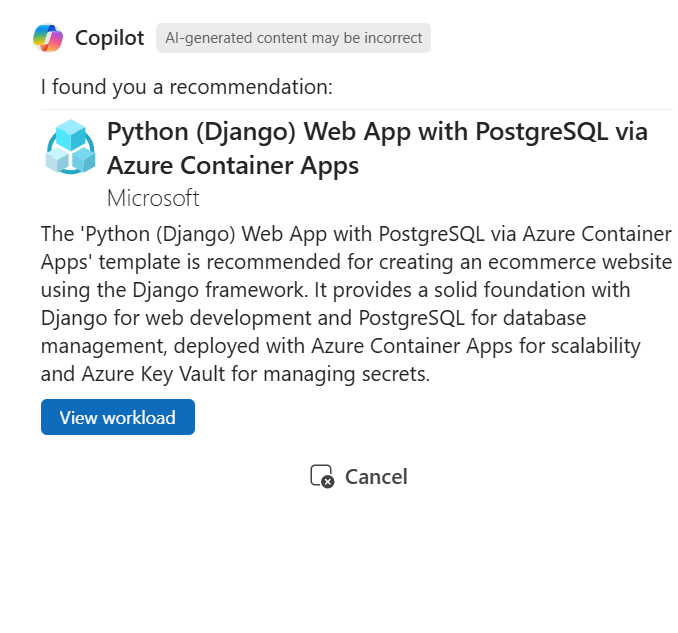 Copilot AI-generated content may be incorrect
I found you a recommendation:
Python (Django) Web App with PostgreSQL via
Azure Container Apps
Microsoft
The 'Python (Django) Web App with PostgreSQL via Azure Container
Apps' template is recommended for creating an ecommerce website
using the Django framework. It provides a solid foundation with
Django for web development and PostgreSQL for database
management, deployed with Azure Container Apps for scalability
and Azure Key Vault for managing secrets.
View workload
Cancel